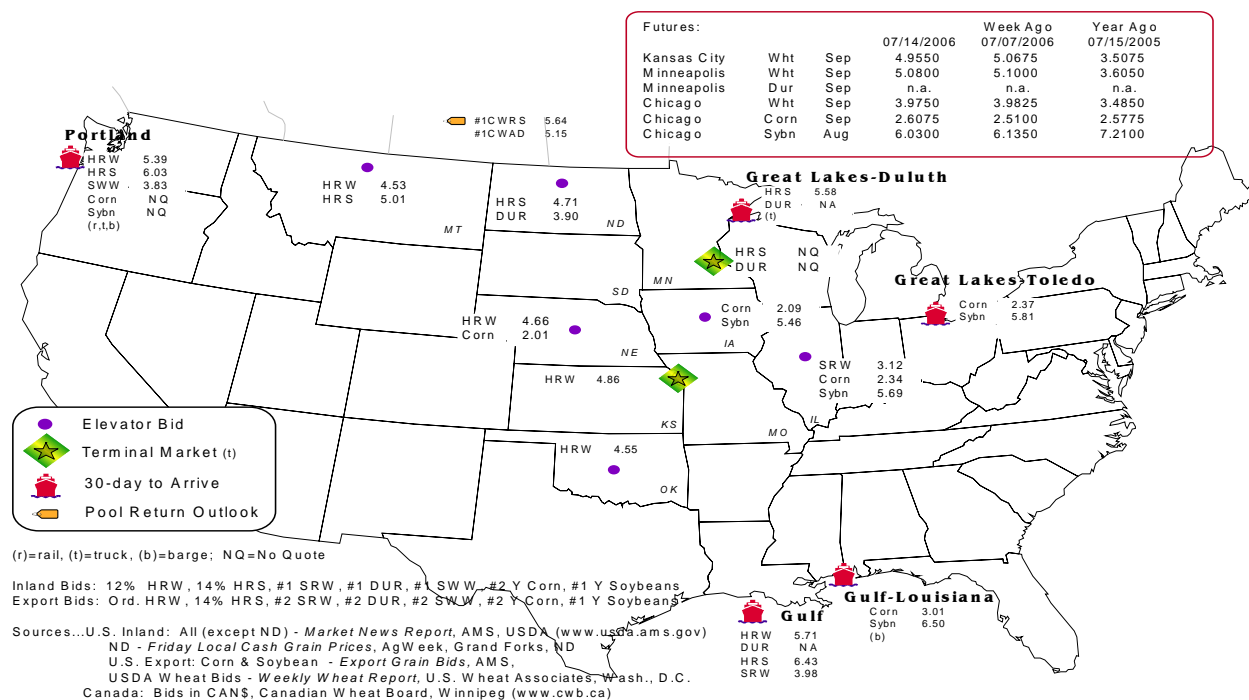 Futures: Week Ago Year Ago
07/14/2006 07/07/2006 07/15/2005
Kansas City Wht Sep 4.9550 5.0675 3.5075
Minneapolis Wht Sep 5.0800 5.1000 3.6050
Minneapolis Dur Sep n.a. n.a. n.a.
Chicago Wht Sep 3.9750 3.9825 3.4850
Chicago Corn Sep 2.6075 2.5100 2.5775
Chicago Sybn Aug 6.0300 6.1350 7.2100
#1CWRS 5.64
#1CWAD 5.15
Portland
HRW 5.39
HRS 6.03
SWW 3.83
Corn NQ
Sybn NQ
(r,t,b)
HRW 4.53
HRS 5.01
MT
HRS 4.71
DUR 3.90
ND
Great Lakes-Duluth
HRS 5.58
DUR NA
(t)
HRS NQ
DUR NQ
MN
SD
Great Lakes-Toledo
Corn 2.37
Sybn 5.81
HRW 4.66
Corn 2.01
NE
Corn 2.09
Sybn 5.46
IA
SRW 3.12
Corn 2.34
Sybn 5.69
IL
HRW 4.86
KS
MO
HRW 4.55
OK
Elevator Bid
Terminal Market (t)
30-day to Arrive
Pool Return Outlook
(r)=rail, (t)=truck, (b)=barge; NQ=No Quote
Inland Bids: 12% HRW, 14% HRS, #1 SRW, #1 DUR, #1 SWW, #2 Y Corn, #1 Y Soybeans
Export Bids: Ord. HRW, 14% HRS, #2 SRW, #2 DUR, #2 SWW, #2 Y Corn, #1 Y Soybeans
Gulf-Louisiana
Corn 3.01
Sybn 6.50
(b)
Gulf
HRW 5.71
DUR NA
HRS 6.43
SRW 3.98
Sources...U.S. Inland: All (except ND) - Market News Report, AMS, USDA (www.usda.ams.gov)
ND - Friday Local Cash Grain Prices, AgWeek, Grand Forks, ND
U.S. Export: Corn & Soybean - Export Grain Bids, AMS,
USDA Wheat Bids - Weekly Wheat Report, U.S. Wheat Associates, Wash., D.C.
Canada: Bids in CAN$, Canadian Wheat Board, Winnipeg (www.cwb.ca)